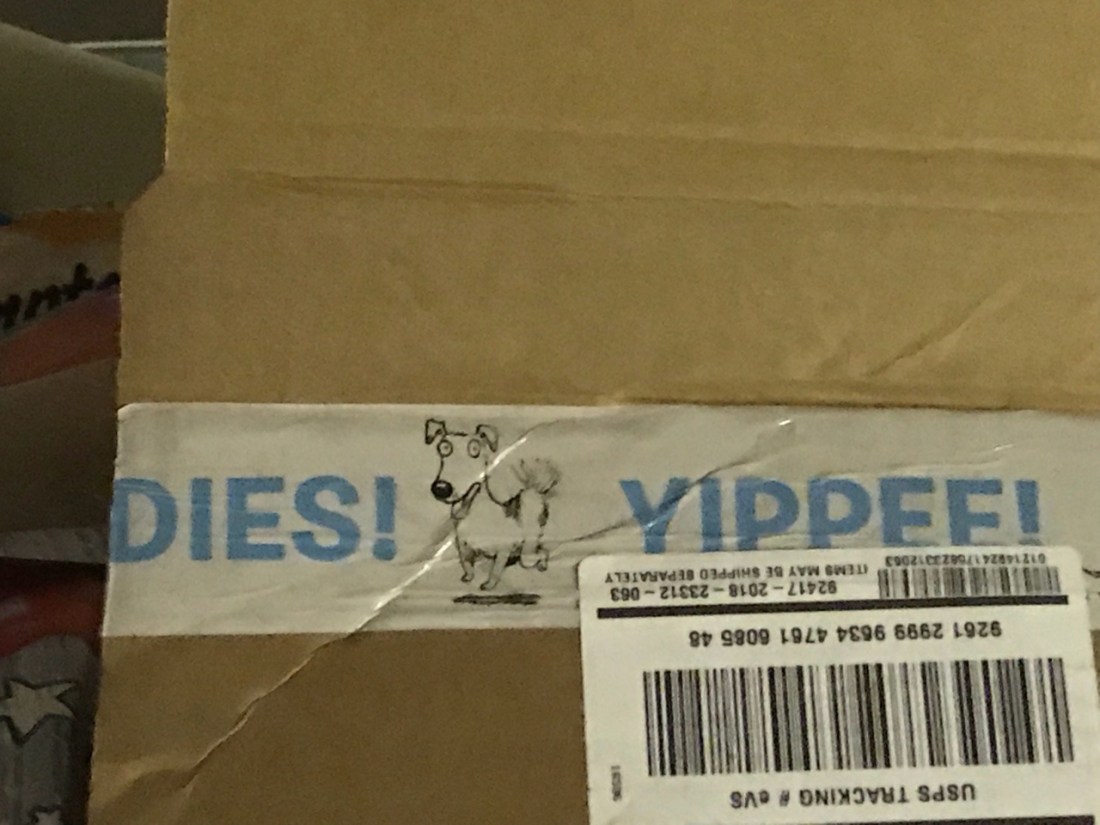 DIES! YIPPEE!
USPS TRACKING # eVS
9261 2999 9634 4761 6085 48
92417 - 2018 - 23312 - 063
ITEMS MAY BE SHIPPED SEPARATELY